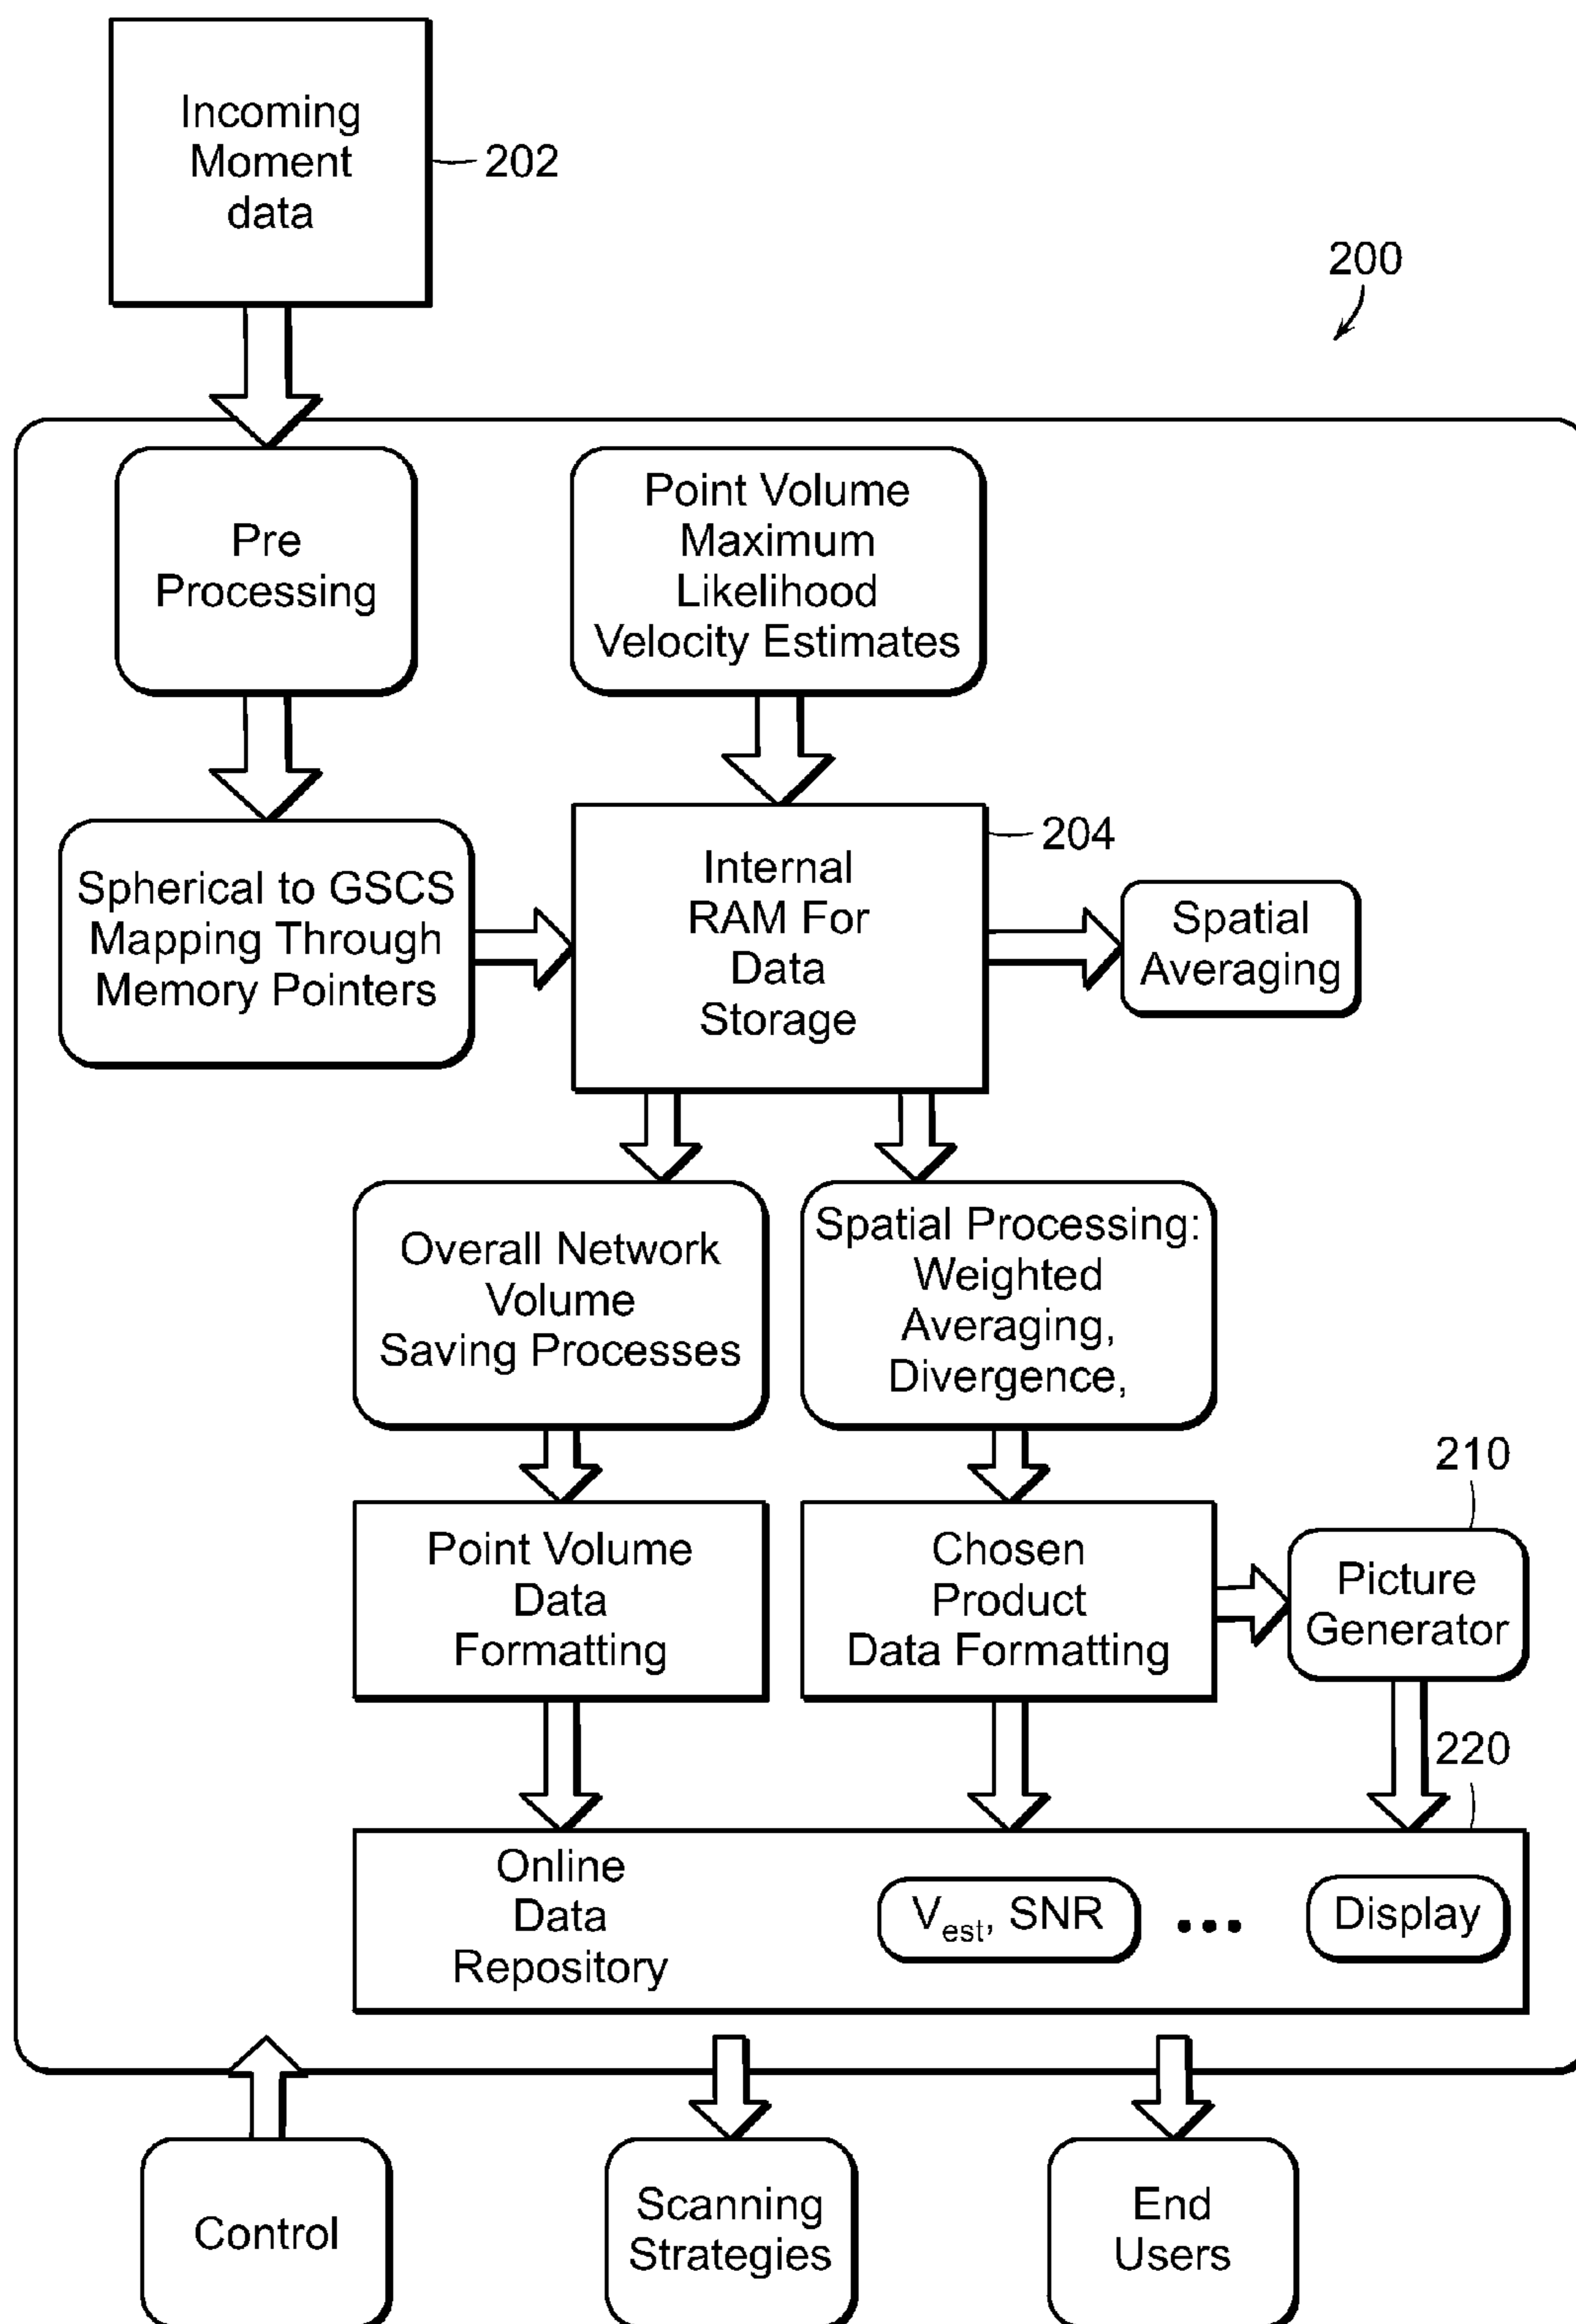 Incoming
Moment
data
202
200
Pre
Processing
Point Volume
Maximum
Likelihood
Velocity Estimates
Spherical to GSCS
Mapping Through
Memory Pointers
Internal
RAM For
Data
Storage
204
Spatial
Averaging
Overall Network
Volume
Saving Processes
Spatial Processing:
Weighted
Averaging,
Divergence,
Point Volume
Data
Formatting
Chosen
Product
Data Formatting
210
Picture
Generator
220
Online
Data
Repository
Vest, SNR
...
Display
Control
Scanning
Strategies
End
Users